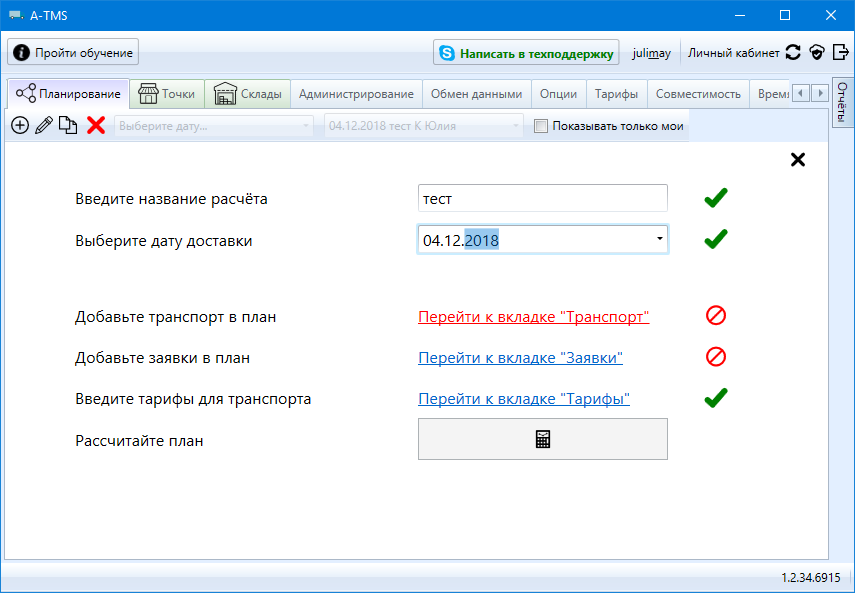 A-TMS
Пройти обучение
Написать в техподдержку
julimay
Личный кабинет
Планирование
Точки
Склады
Администрирование
Обмен данными
Опции
Тарифы
Совместимость
Отчёты
Выберите дату...
04.12.2018 тест К Юлия
Показывать только мои
Введите название расчёта
тест
Выберите дату доставки
04.12.2018
Добавьте транспорт в план
Перейти к вкладке "Транспорт"
Добавьте заявки в план
Перейти к вкладке "Заявки"
Введите тарифы для транспорта
Перейти к вкладке "Тарифы"
Рассчитайте план
1.2.34.6915